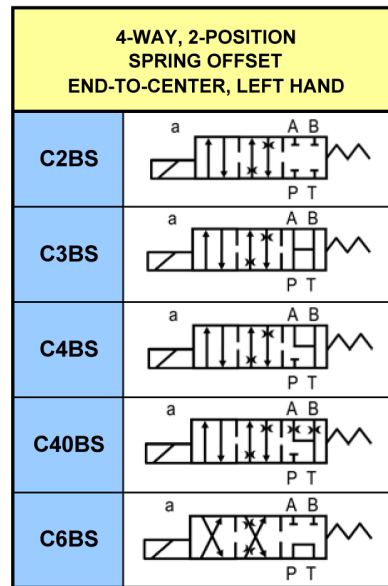 4-WAY, 2-POSITION
SPRING OFFSET
END-TO-CENTER, LEFT HAND
C2BS
a
A B
P T
C3BS
a
A B
P T
C4BS
a
A B
P T
C40BS
a
A B
P T
C6BS
a
A B
P T